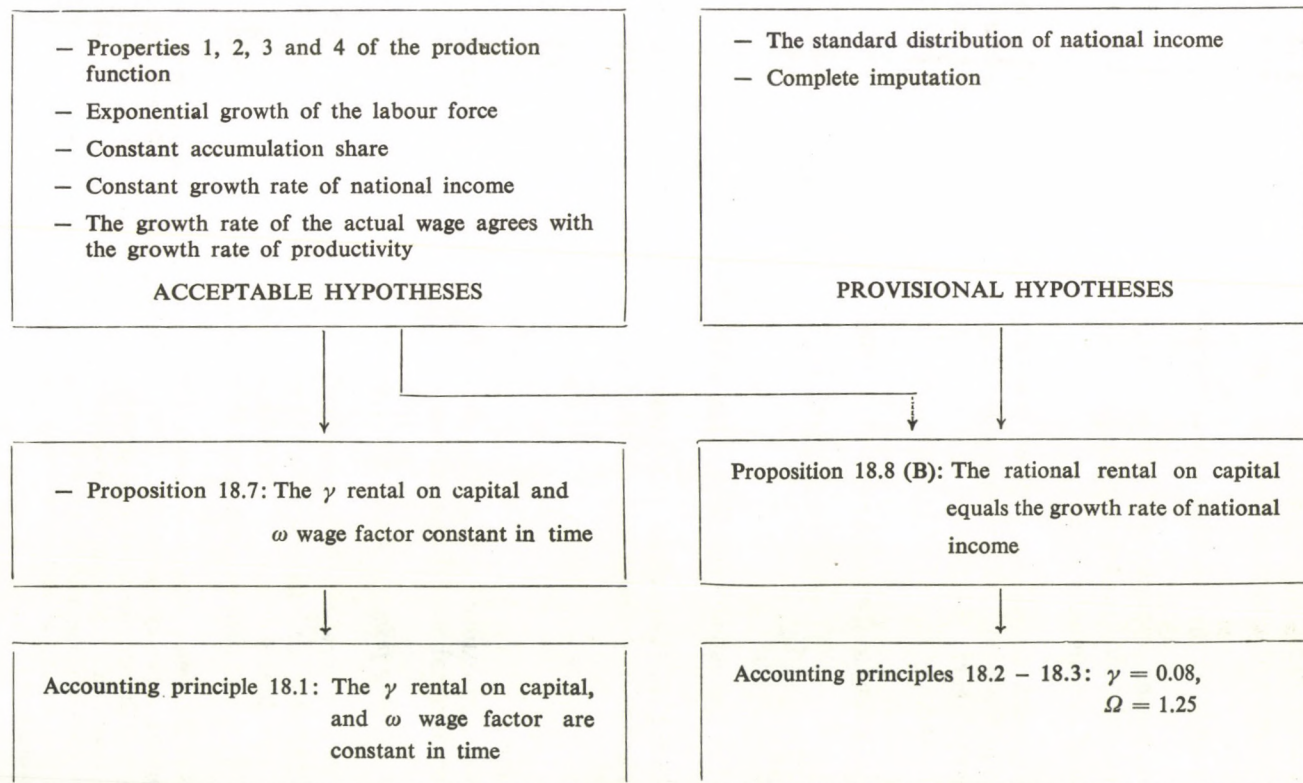 — Properties 1, 2, 3 and 4 of the production
function
— Exponential growth of the labour force
— Constant accumulation share
— Constant growth rate of national income
— The growth rate of the actual wage agrees with
the growth rate of productivity
ACCEPTABLE HYPOTHESES
— The standard distribution of national income
— Complete imputation
PROVISIONAL HYPOTHESES
— Proposition 18.7: The γ rental on capital and
ω wage factor constant in time
Proposition 18.8 (B): The rational rental on capital
equals the growth rate of national
income
Accounting principle 18.1: The γ rental on capital,
and ω wage factor are
constant in time
Accounting principles 18.2 – 18.3: γ = 0.08,
Ω = 1.25